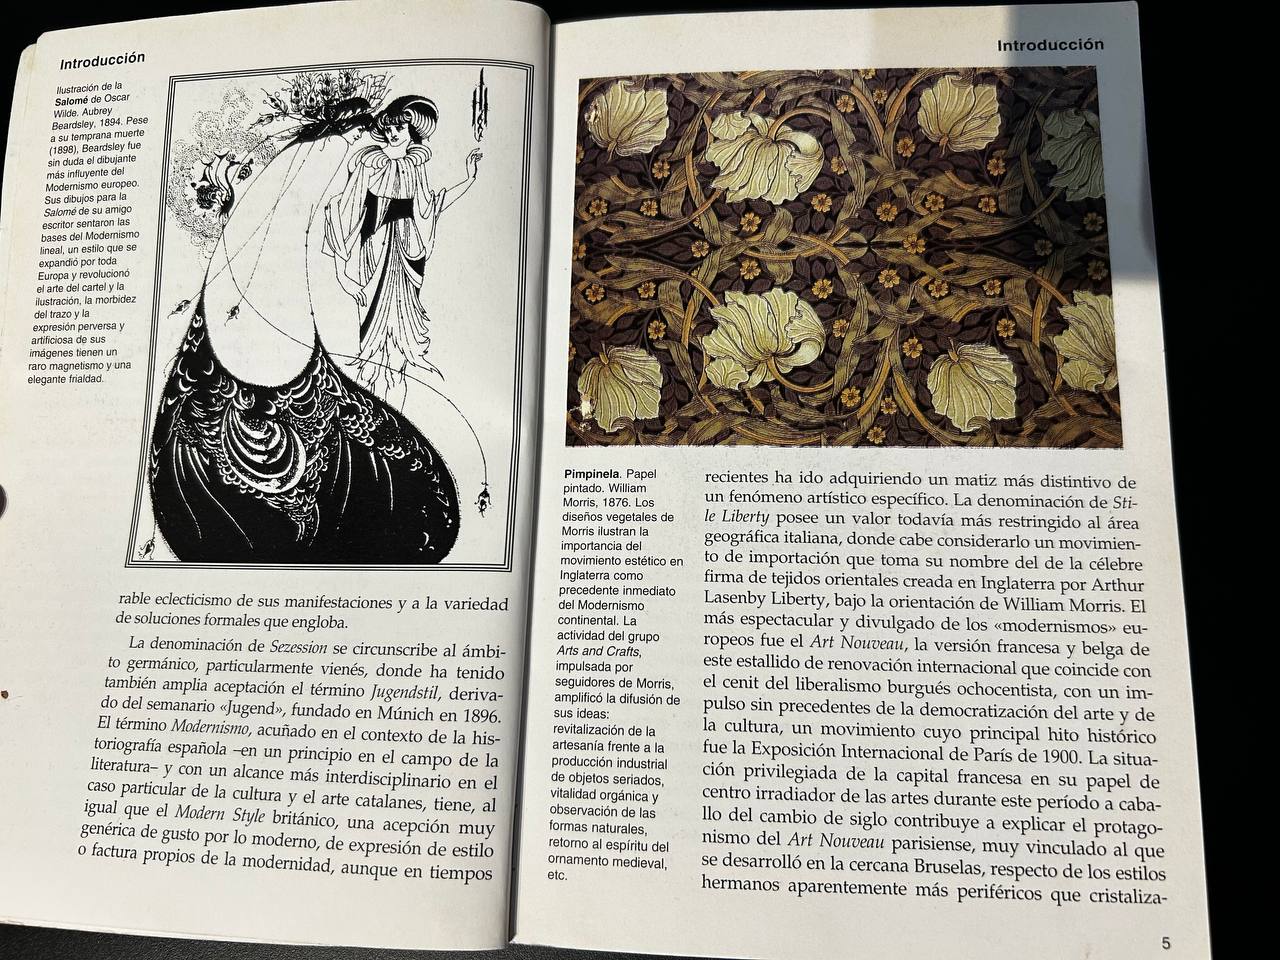 Introducción
Ilustración de la
Salomé de Oscar
Wilde. Aubrey
Beardsley, 1894. Pese
a su temprana muerte
(1898), Beardsley fue
sin duda el dibujante
más influyente del
Modernismo europeo.
Sus dibujos para la
Salomé de su amigo
escritor sentaron las
bases del Modernismo
lineal, un estilo que se
expandió por toda
Europa y revolucionó
el arte del cartel y la
ilustración, la morbidez
del trazo y la
expresión perversa y
artificiosa de sus
imágenes tienen un
raro magnetismo y una
elegante frialdad.
rable eclecticismo de sus manifestaciones y a la variedad
de soluciones formales que engloba.
La denominación de Sezession se circunscribe al ámbi-
to germánico, particularmente vienés, donde ha tenido
también amplia aceptación el término Jugendstil, deriva-
do del semanario «Jugend», fundado en Múnich en 1896.
El término Modernismo, acuñado en el contexto de la his-
toriografía española –en un principio en el campo de la
literatura– y con un alcance más interdisciplinario en el
caso particular de la cultura y el arte catalanes, tiene, al
igual que el Modern Style británico, una acepción muy
genérica de gusto por lo moderno, de expresión de estilo
o factura propios de la modernidad, aunque en tiempos
Introducción
Pimpinela. Papel
pintado. William
Morris, 1876. Los
diseños vegetales de
Morris ilustran la
importancia del
movimiento estético en
Inglaterra como
precedente inmediato
del Modernismo
continental. La
actividad del grupo
Arts and Crafts,
impulsada por
seguidores de Morris,
amplificó la difusión de
sus ideas:
revitalización de la
artesanía frente a la
producción industrial
de objetos seriados,
vitalidad orgánica y
observación de las
formas naturales,
retorno al espíritu del
ornamento medieval,
etc.
recientes ha ido adquiriendo un matiz más distintivo de
un fenómeno artístico específico. La denominación de Sti-
le Liberty posee un valor todavía más restringido al área
geográfica italiana, donde cabe considerarlo un movimien-
to de importación que toma su nombre del de la célebre
firma de tejidos orientales creada en Inglaterra por Arthur
Lasenby Liberty, bajo la orientación de William Morris. El
más espectacular y divulgado de los «modernismos» eu-
ropeos fue el Art Nouveau, la versión francesa y belga de
este estallido de renovación internacional que coincide con
el cenit del liberalismo burgués ochocentista, con un im-
pulso sin precedentes de la democratización del arte y de
la cultura, un movimiento cuyo principal hito histórico
fue la Exposición Internacional de París de 1900. La situa-
ción privilegiada de la capital francesa en su papel de
centro irradiador de las artes durante este período a caba-
llo del cambio de siglo contribuye a explicar el protago-
nismo del Art Nouveau parisiense, muy vinculado al que
se desarrolló en la cercana Bruselas, respecto de los estilos
hermanos aparentemente más periféricos que cristaliza-
5